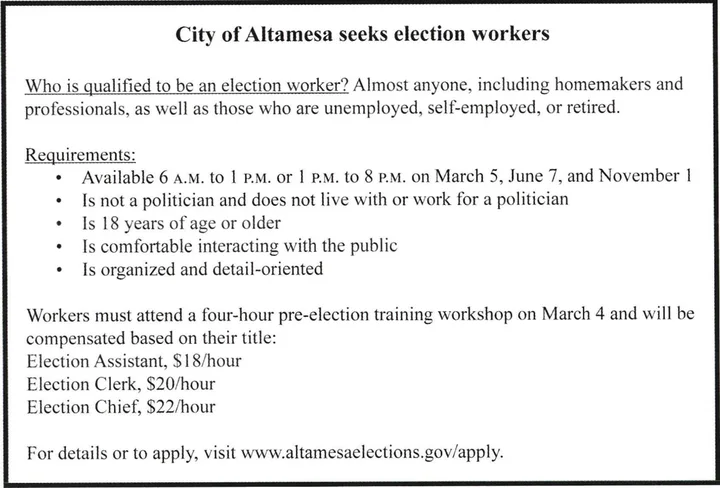 City of Altamesa seeks election workers
Who is qualified to be an election worker? Almost anyone, including homemakers and
professionals, as well as those who are unemployed, self-employed, or retired.
Requirements:
• Available 6 A.M. to 1 P.M. or 1 P.M. to 8 P.M. on March 5, June 7, and November 1
• Is not a politician and does not live with or work for a politician
• Is 18 years of age or older
• Is comfortable interacting with the public
• Is organized and detail-oriented
Workers must attend a four-hour pre-election training workshop on March 4 and will be
compensated based on their title:
Election Assistant, $18/hour
Election Clerk, $20/hour
Election Chief, $22/hour
For details or to apply, visit www.altamesaelections.gov/apply.